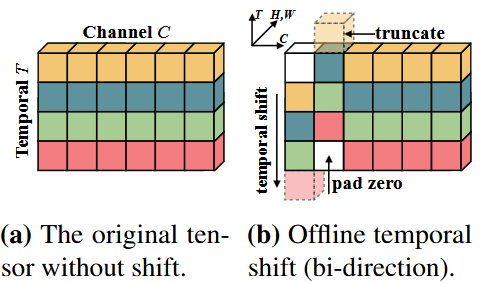 Channel C
Temporal T
T H,W
C
truncate
temporal shift
pad zero
(a) The original ten-
sor without shift.
(b) Offline temporal
shift (bi-direction).